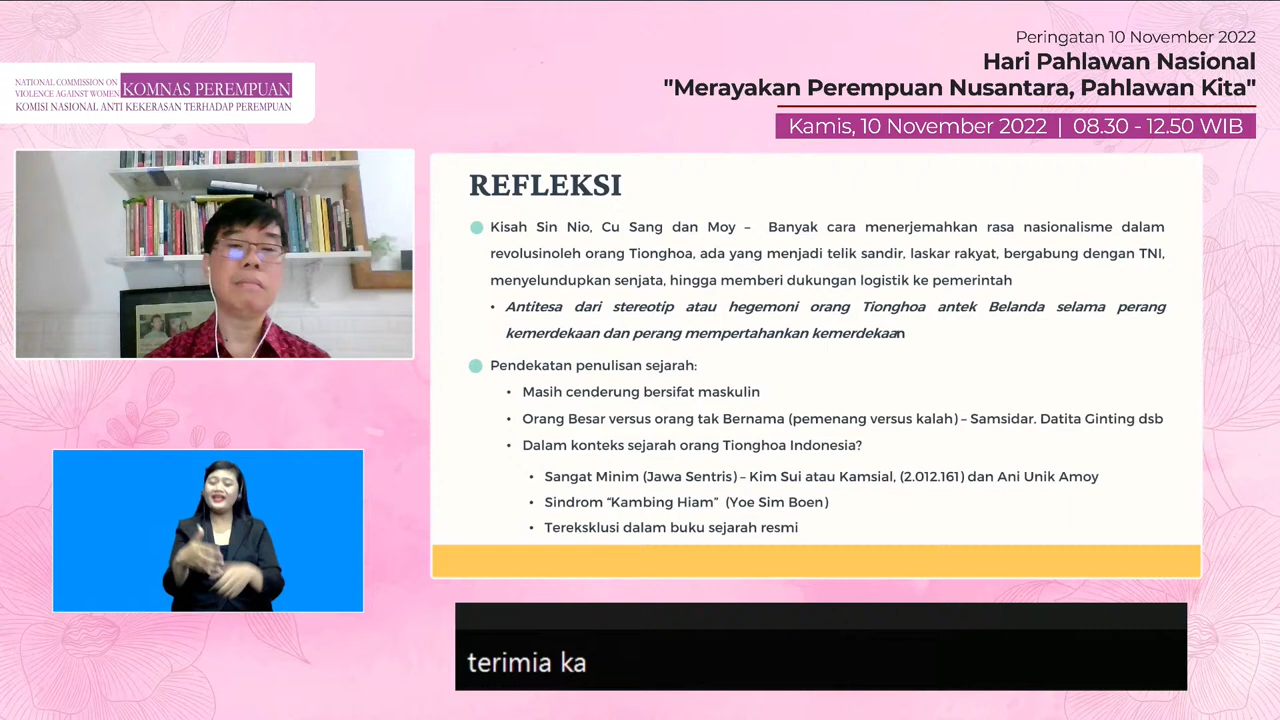 Peringatan 10 November 2022
Hari Pahlawan Nasional
"Merayakan Perempuan Nusantara, Pahlawan Kita"
Kamis, 10 November 2022 | 08.30 - 12.50 WIB
NATIONAL COMMISSION ON
VIOLENCE AGAINST WOMEN
KOMNAS PEREMPUAN
KOMISI NASIONAL ANTI KEKERASAN TERHADAP PEREMPUAN
REFLEKSI
Kisah Sin Nio, Cu Sang dan Moy – Banyak cara menerjemahkan rasa nasionalisme dalam
revolusinoleh orang Tionghoa, ada yang menjadi telik sandir, laskar rakyat, bergabung dengan TNI,
menyelundupkan senjata, hingga memberi dukungan logistik ke pemerintah
• Antitesa dari stereotip atau hegemoni orang Tionghoa antek Belanda selama perang
kemerdekaan dan perang mempertahankan kemerdekaan
Pendekatan penulisan sejarah:
• Masih cenderung bersifat maskulin
• Orang Besar versus orang tak Bernama (pemenang versus kalah) – Samsidar. Datita Ginting dsb
• Dalam konteks sejarah orang Tionghoa Indonesia?
• Sangat Minim (Jawa Sentris) – Kim Sui atau Kamsial, (2.012.161) dan Ani Unik Amoy
• Sindrom “Kambing Hiam” (Yoe Sim Boen)
• Tereksklusi dalam buku sejarah resmi
terimia ka